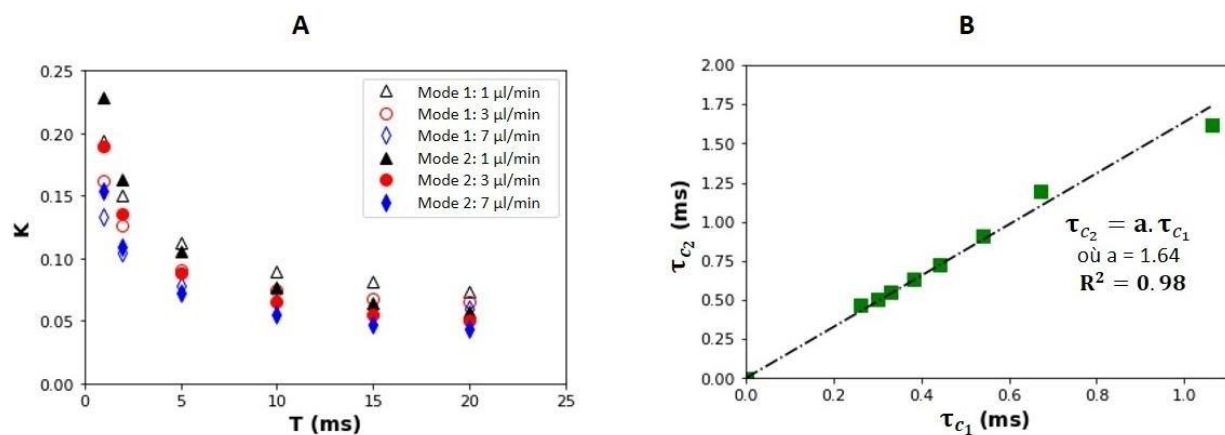 A
0.25
0.20
0.15
0.10
0.05
0.00
K
0
5
10
15
20
25
T (ms)
Mode 1: 1 µl/min
Mode 1: 3 µl/min
Mode 1: 7 µl/min
Mode 2: 1 µl/min
Mode 2: 3 µl/min
Mode 2: 7 µl/min
B
2.00
1.75
1.50
1.25
1.00
0.75
0.50
0.25
0.00
τc₂ (ms)
0.0
0.2
0.4
0.6
0.8
1.0
τc₁ (ms)
τc₂ = a.τc₁
où a = 1.64
R² = 0.98